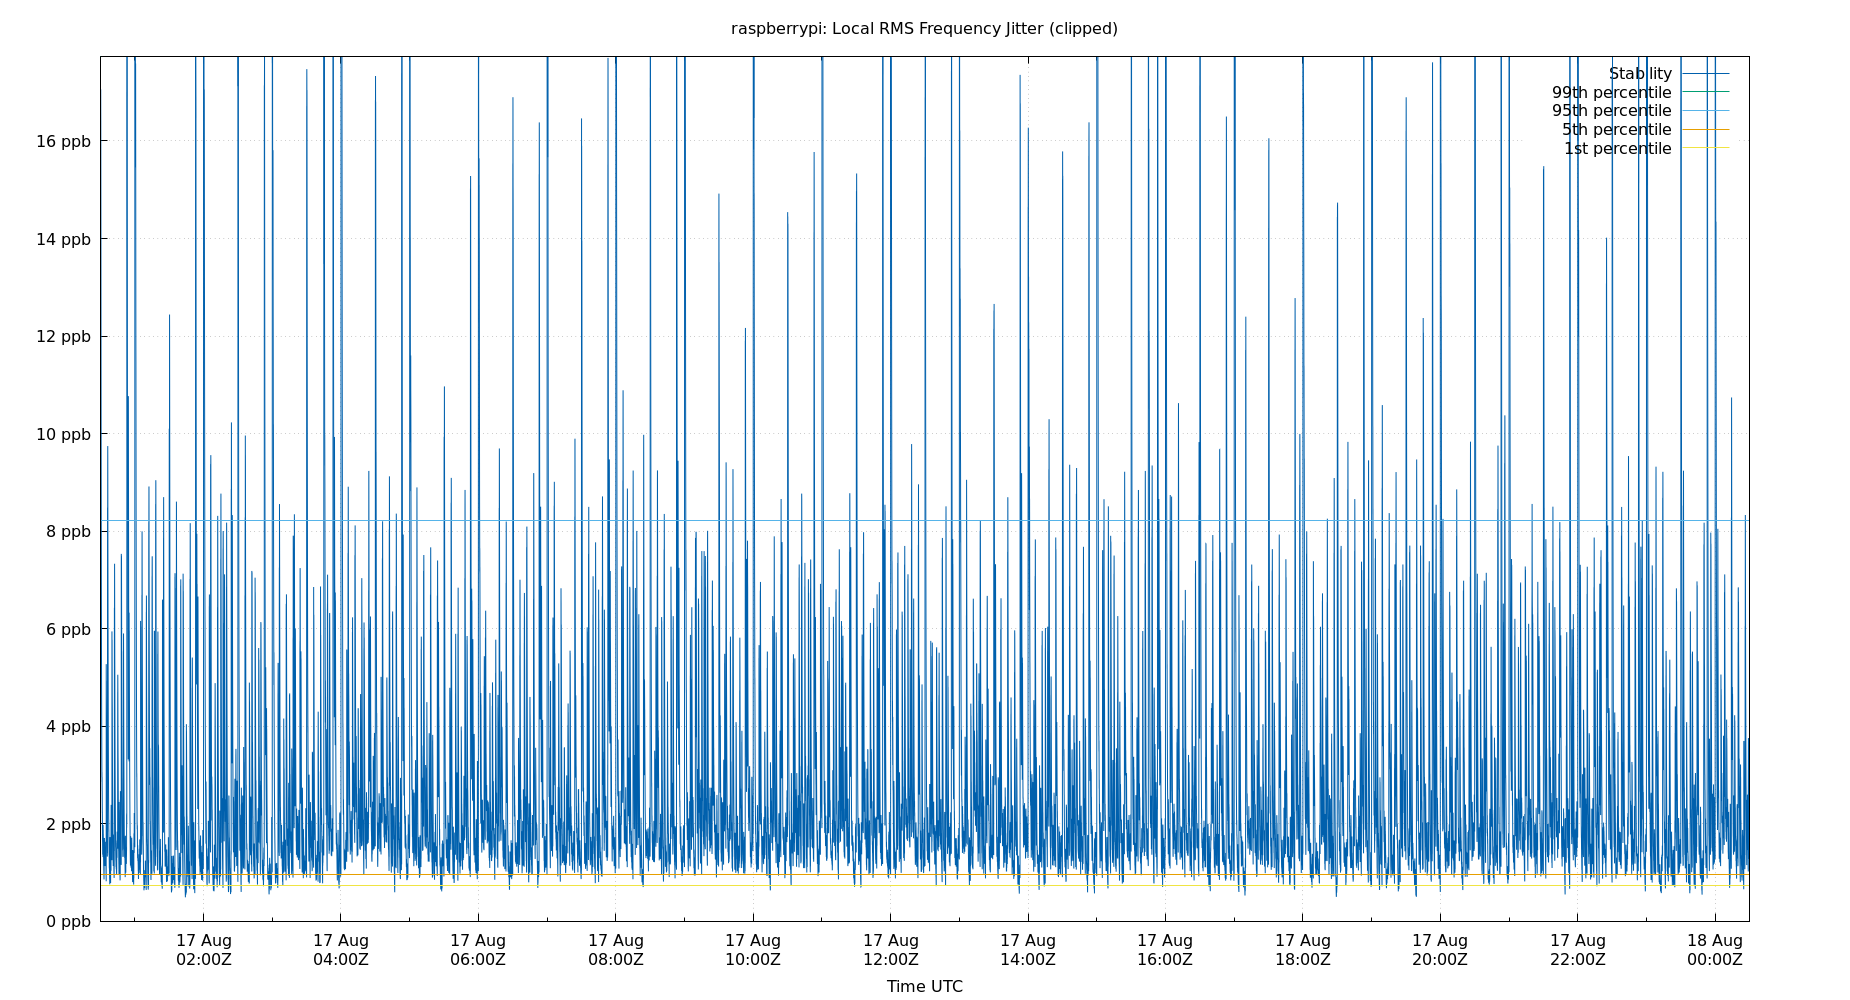 raspberrypi: Local RMS Frequency Jitter (clipped)
Stability
99th percentile
95th percentile
5th percentile
1st percentile
16 ppb
14 ppb
12 ppb
10 ppb
8 ppb
6 ppb
4 ppb
2 ppb
0 ppb
17 Aug 17 Aug 17 Aug 17 Aug 17 Aug 17 Aug 17 Aug 17 Aug 17 Aug 17 Aug 17 Aug 18 Aug
02:00Z 04:00Z 06:00Z 08:00Z 10:00Z 12:00Z 14:00Z 16:00Z 18:00Z 20:00Z 22:00Z 00:00Z
Time UTC